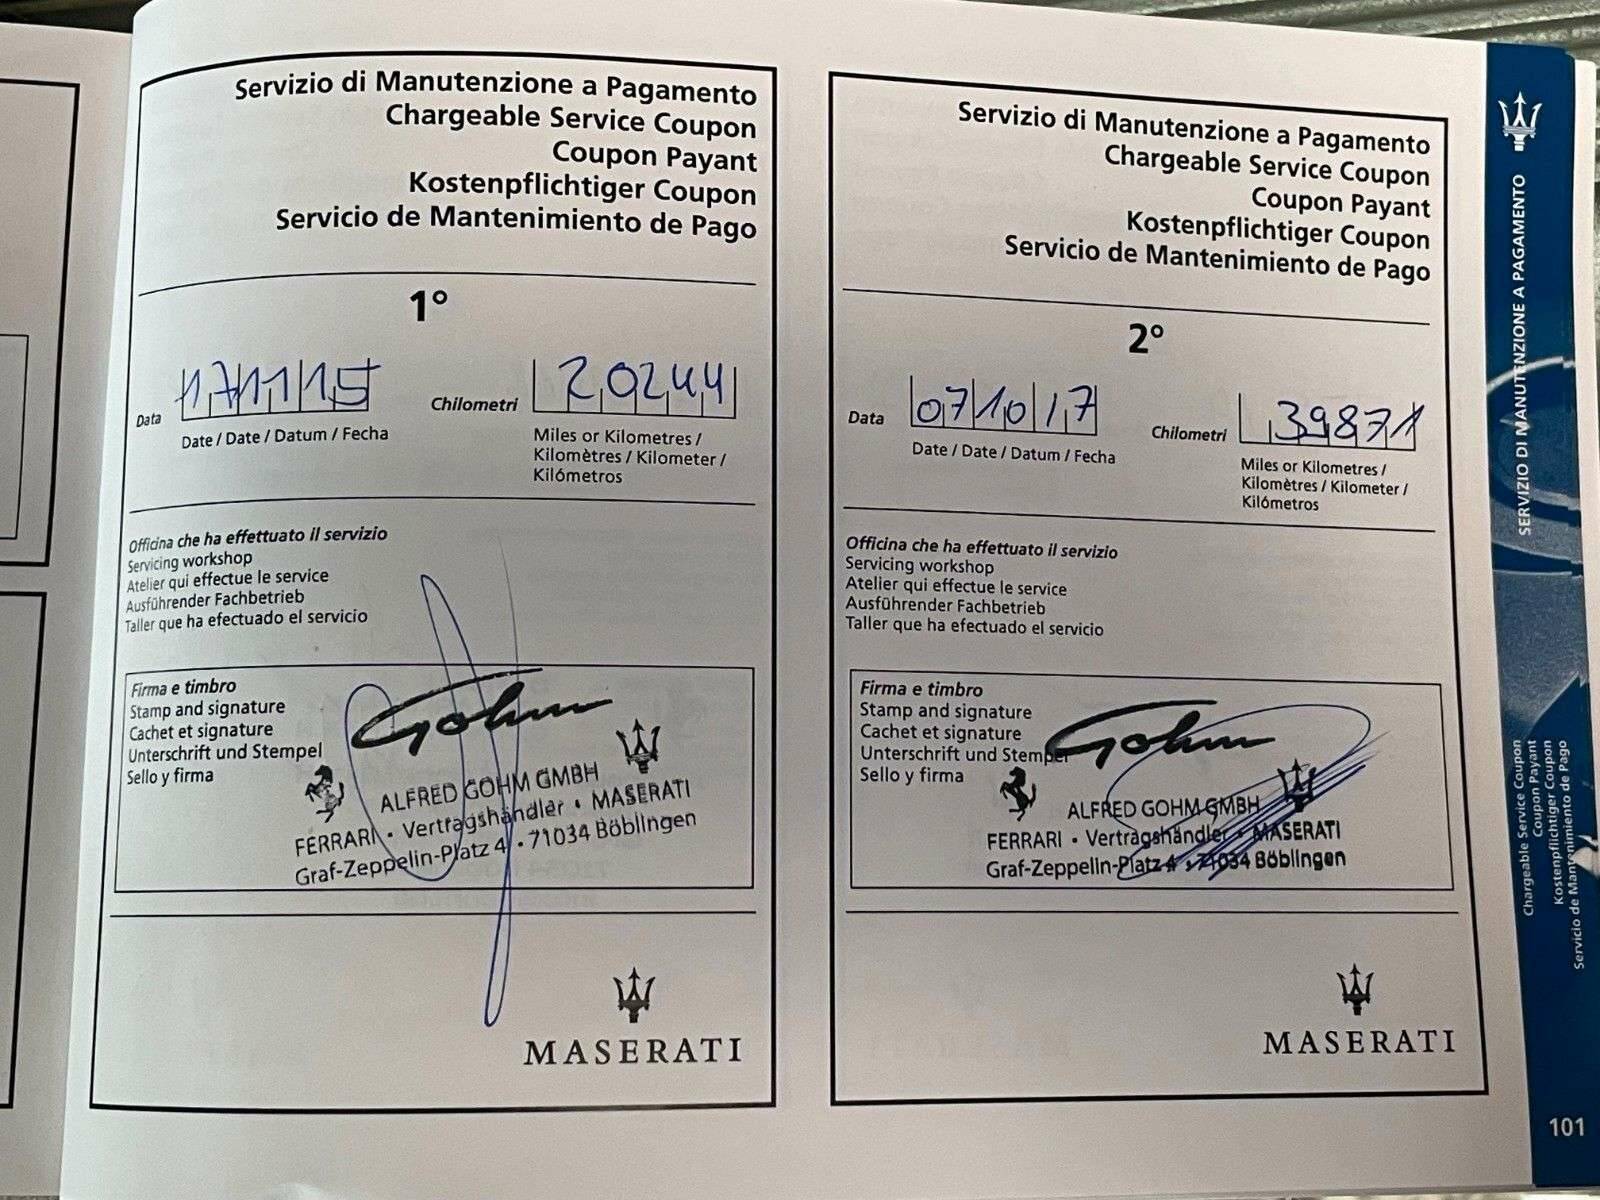 Servizio di Manutenzione a Pagamento
Chargeable Service Coupon
Coupon Payant
Kostenpflichtiger Coupon
Servicio de Mantenimiento de Pago
1°
Data 171115
Date / Date / Datum / Fecha
Chilometri 20244
Miles or Kilometres /
Kilomètres / Kilometer /
Kilómetros
Officina che ha effettuato il servizio
Servicing workshop
Atelier qui effectue le service
Ausführender Fachbetrieb
Taller que ha efectuado el servicio
Firma e timbro
Stamp and signature
Cachet et signature
Unterschrift und Stempel
Sello y firma
Gohm
ALFRED GOHM GMBH
FERRARI • Vertragshändler • MASERATI
Graf-Zeppelin-Platz 4 • 71034 Böblingen
MASERATI
Servizio di Manutenzione a Pagamento
Chargeable Service Coupon
Coupon Payant
Kostenpflichtiger Coupon
Servicio de Mantenimiento de Pago
2°
Data 071017
Date / Date / Datum / Fecha
Chilometri 39871
Miles or Kilometres /
Kilomètres / Kilometer /
Kilómetros
Officina che ha effettuato il servizio
Servicing workshop
Atelier qui effectue le service
Ausführender Fachbetrieb
Taller que ha efectuado el servicio
Firma e timbro
Stamp and signature
Cachet et signature
Unterschrift und Stempel
Sello y firma
Gohm
ALFRED GOHM GMBH
FERRARI • Vertragshändler • MASERATI
Graf-Zeppelin-Platz 4 • 71034 Böblingen
MASERATI
SERVIZIO DI MANUTENZIONE A PAGAMENTO
Chargeable Service Coupon
Coupon Payant
Kostenpflichtiger Coupon
Servicio de Mantenimiento de Pago
101